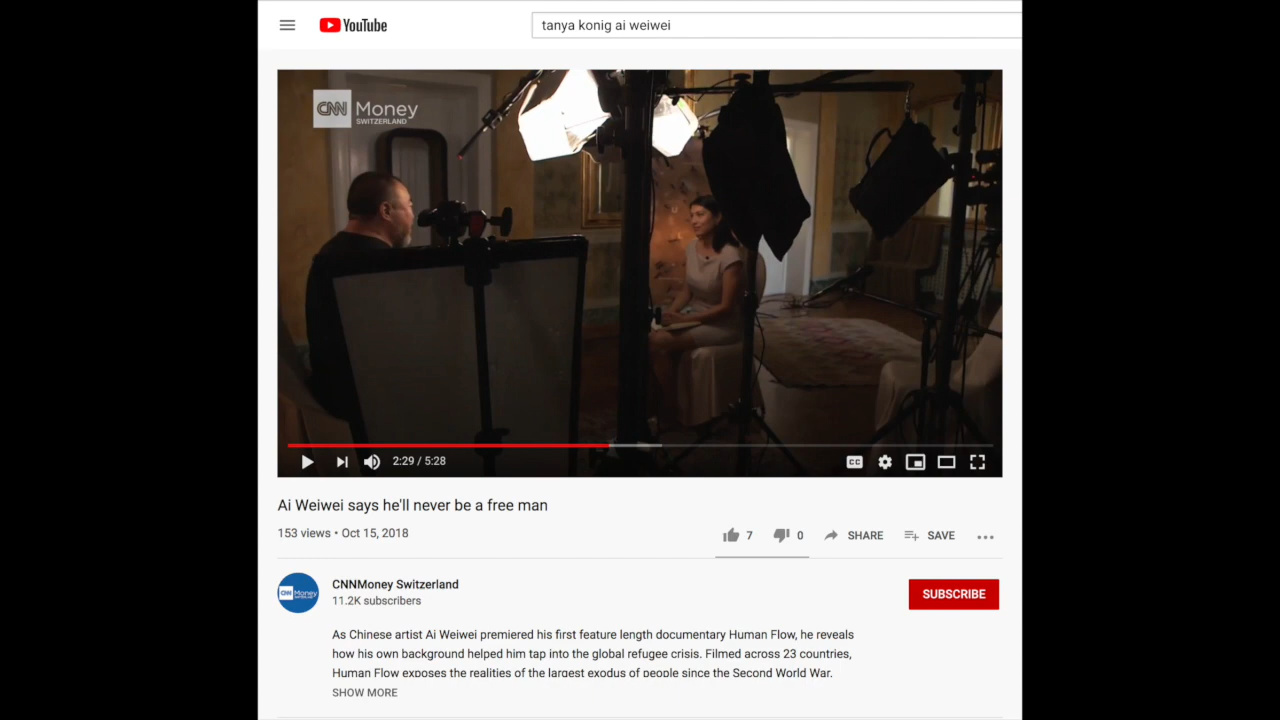 YouTube
tanya konig ai weiwei
CNN Money
SWITZERLAND
2:29 / 5:28
CC
Ai Weiwei says he'll never be a free man
153 views • Oct 15, 2018
7
0
SHARE
SAVE
CNN Money
CNNMoney Switzerland
11.2K subscribers
SUBSCRIBE
As Chinese artist Ai Weiwei premiered his first feature length documentary Human Flow, he reveals
how his own background helped him tap into the global refugee crisis. Filmed across 23 countries,
Human Flow exposes the realities of the largest exodus of people since the Second World War.
SHOW MORE